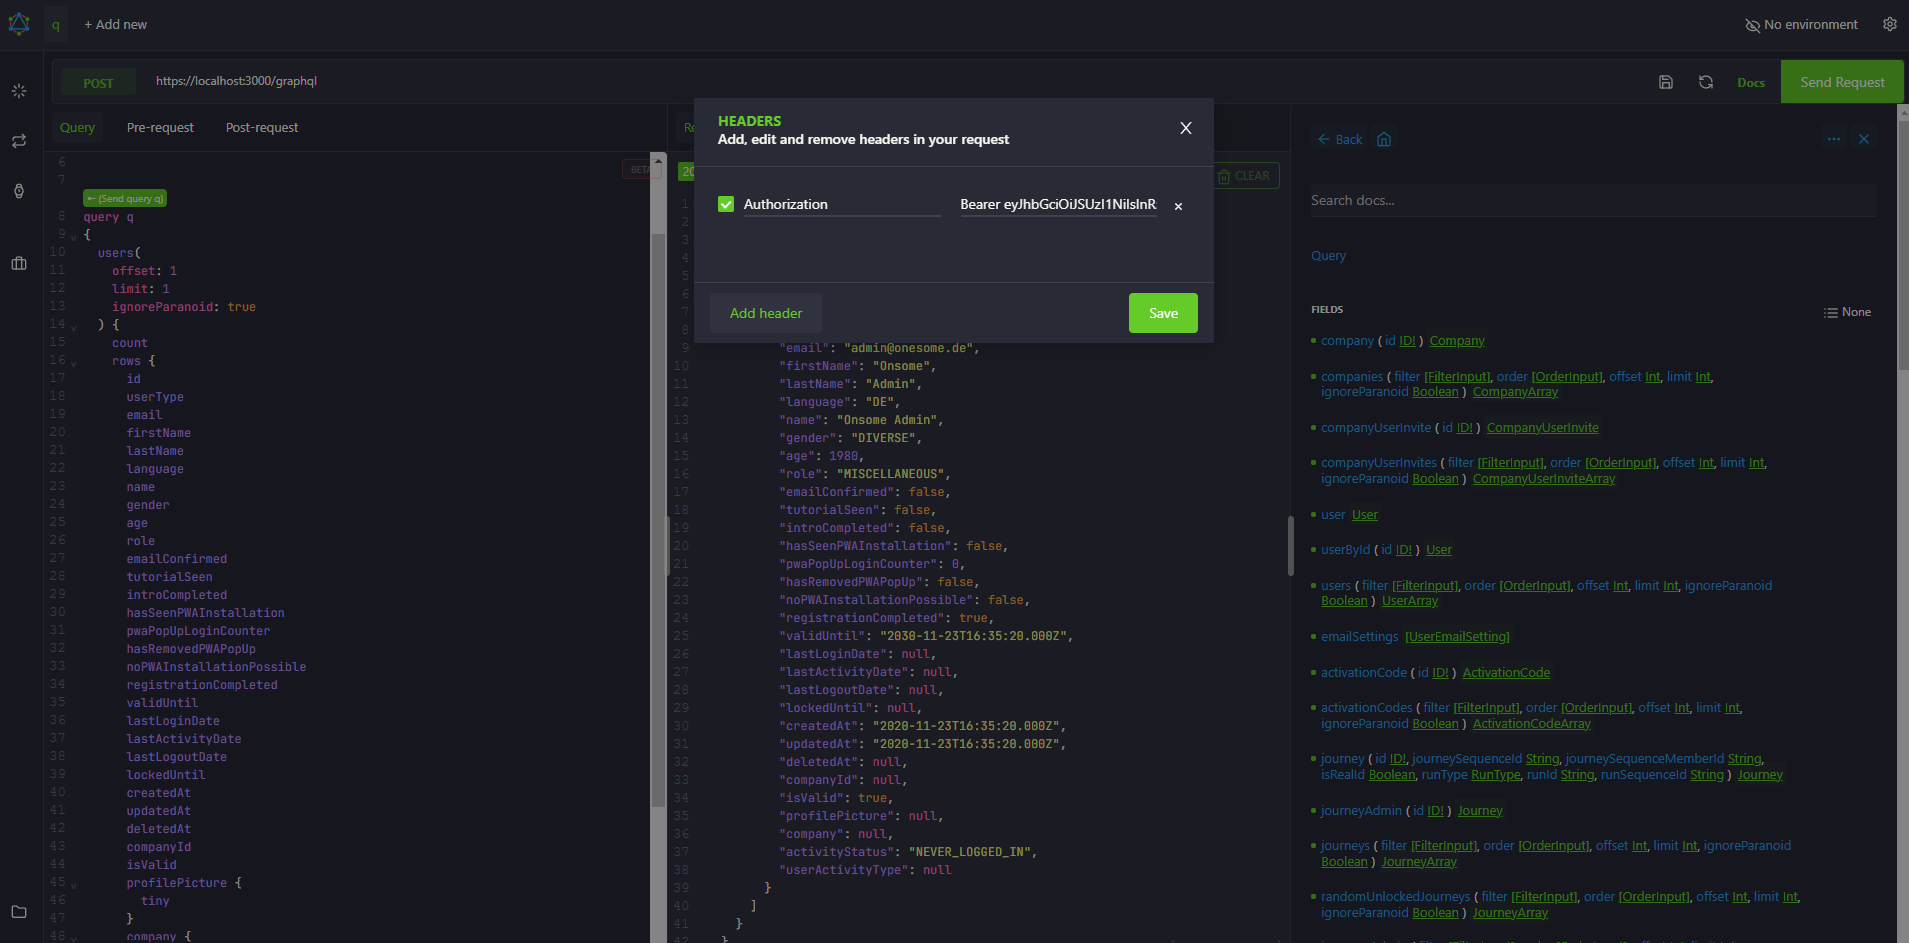 q
+ Add new
No environment
POST
https://localhost:3000/graphql
Docs
Send Request
Query
Pre-request
Post-request
BETA
6
7
← (Send query q)
8 query q
9 {
10 users(
11 offset: 1
12 limit: 1
13 ignoreParanoid: true
14 ) {
15 count
16 rows {
17 id
18 userType
19 email
20 firstName
21 lastName
22 language
23 name
24 gender
25 age
26 role
27 emailConfirmed
28 tutorialSeen
29 introCompleted
30 hasSeenPWAInstallation
31 pwaPopUpLoginCounter
32 hasRemovedPWAPopUp
33 noPWAInstallationPossible
34 registrationCompleted
35 validUntil
36 lastLoginDate
37 lastActivityDate
38 lastLogoutDate
39 lockedUntil
40 createdAt
41 updatedAt
42 deletedAt
43 companyId
44 isValid
45 profilePicture {
46 tiny
47 }
48 company {
HEADERS
Add, edit and remove headers in your request
X
Authorization
Bearer eyJhbGciOiJSUzI1NiIsInR
×
Add header
Save
Re
20
CLEAR
1
2
3
4
5
6
7
8
9 "email": "admin@onesome.de",
10 "firstName": "Onsome",
11 "lastName": "Admin",
12 "language": "DE",
13 "name": "Onsome Admin",
14 "gender": "DIVERSE",
15 "age": 1980,
16 "role": "MISCELLANEOUS",
17 "emailConfirmed": false,
18 "tutorialSeen": false,
19 "introCompleted": false,
20 "hasSeenPWAInstallation": false,
21 "pwaPopUpLoginCounter": 0,
22 "hasRemovedPWAPopUp": false,
23 "noPWAInstallationPossible": false,
24 "registrationCompleted": true,
25 "validUntil": "2030-11-23T16:35:20.000Z",
26 "lastLoginDate": null,
27 "lastActivityDate": null,
28 "lastLogoutDate": null,
29 "lockedUntil": null,
30 "createdAt": "2020-11-23T16:35:20.000Z",
31 "updatedAt": "2020-11-23T16:35:20.000Z",
32 "deletedAt": null,
33 "companyId": null,
34 "isValid": true,
35 "profilePicture": null,
36 "company": null,
37 "activityStatus": "NEVER_LOGGED_IN",
38 "userActivityType": null
39 }
40 ]
41 }
42 }
Back
Search docs...
Query
FIELDS
None
company ( id ID! ) Company
companies ( filter [FilterInput], order [OrderInput], offset Int, limit Int,
ignoreParanoid Boolean ) CompanyArray
companyUserInvite ( id ID! ) CompanyUserInvite
companyUserInvites ( filter [FilterInput], order [OrderInput], offset Int, limit Int,
ignoreParanoid Boolean ) CompanyUserInviteArray
user User
userById ( id ID! ) User
users ( filter [FilterInput], order [OrderInput], offset Int, limit Int, ignoreParanoid
Boolean ) UserArray
emailSettings [UserEmailSetting]
activationCode ( id ID! ) ActivationCode
activationCodes ( filter [FilterInput], order [OrderInput], offset Int, limit Int,
ignoreParanoid Boolean ) ActivationCodeArray
journey ( id ID!, journeySequenceId String, journeySequenceMemberId String,
isRealId Boolean, runType RunType, runId String, runSequenceId String ) Journey
journeyAdmin ( id ID! ) Journey
journeys ( filter [FilterInput], order [OrderInput], offset Int, limit Int, ignoreParanoid
Boolean ) JourneyArray
randomUnlockedJourneys ( filter [FilterInput], order [OrderInput], offset Int, limit Int,
ignoreParanoid Boolean ) JourneyArray